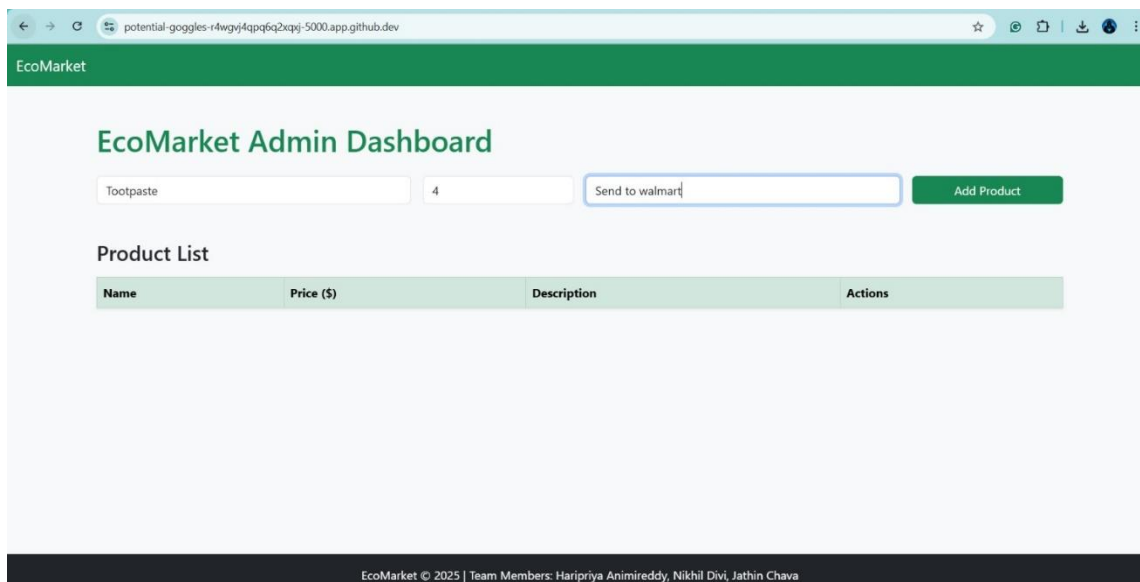 potential-goggles-r4wgvj4qpq6q2xqxj-5000.app.github.dev
EcoMarket
EcoMarket Admin Dashboard
Tootpaste 4 Send to walmart Add Product
Product List
Name Price ($) Description Actions
EcoMarket © 2025 | Team Members: Haripriya Animireddy, Nikhil Divi, Jathin Chava